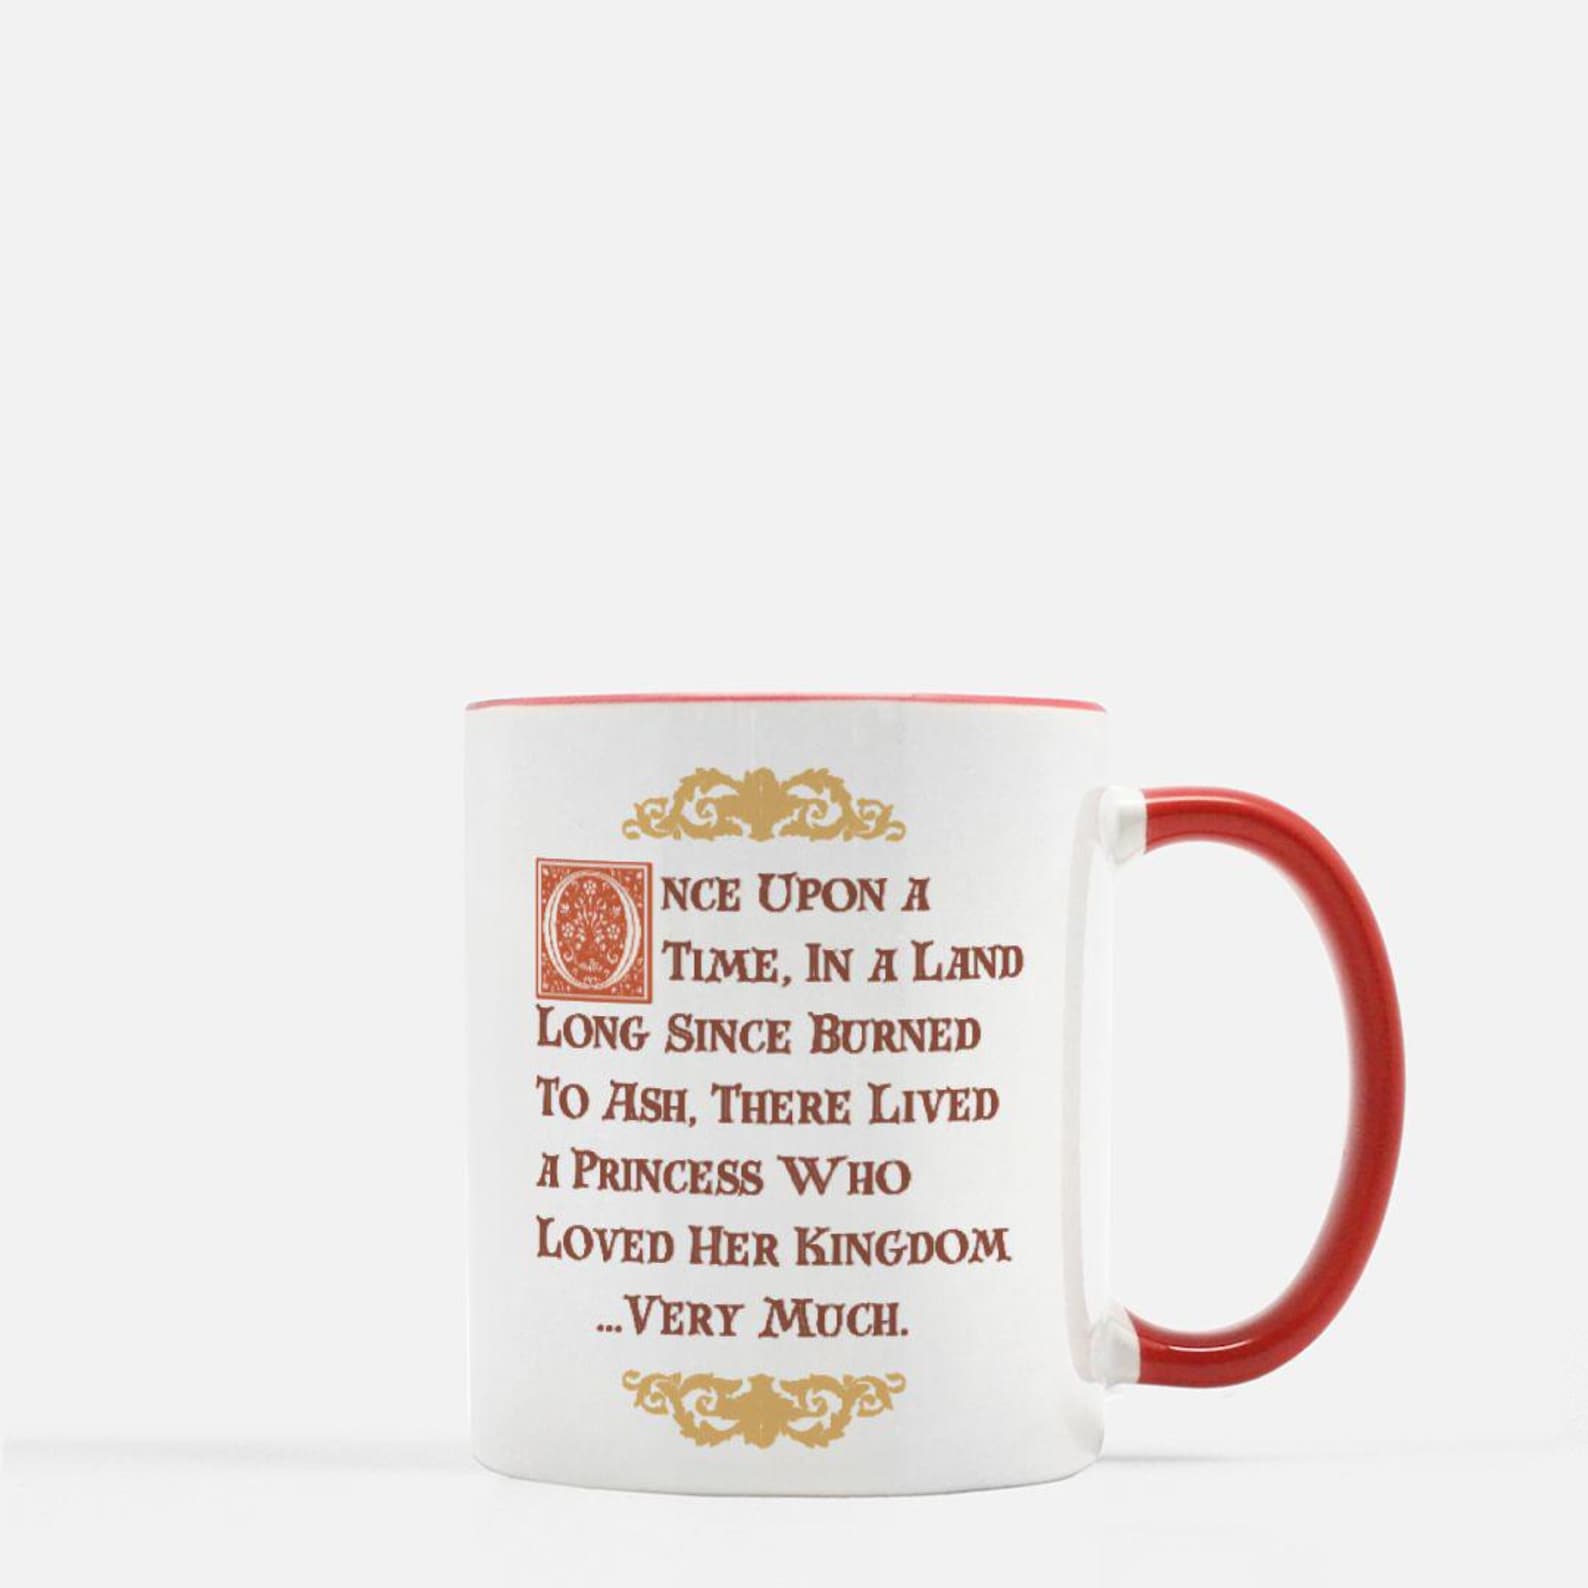 Once Upon a
Time, In a Land
Long Since Burned
To Ash, There Lived
a Princess Who
Loved Her Kingdom
...Very Much.